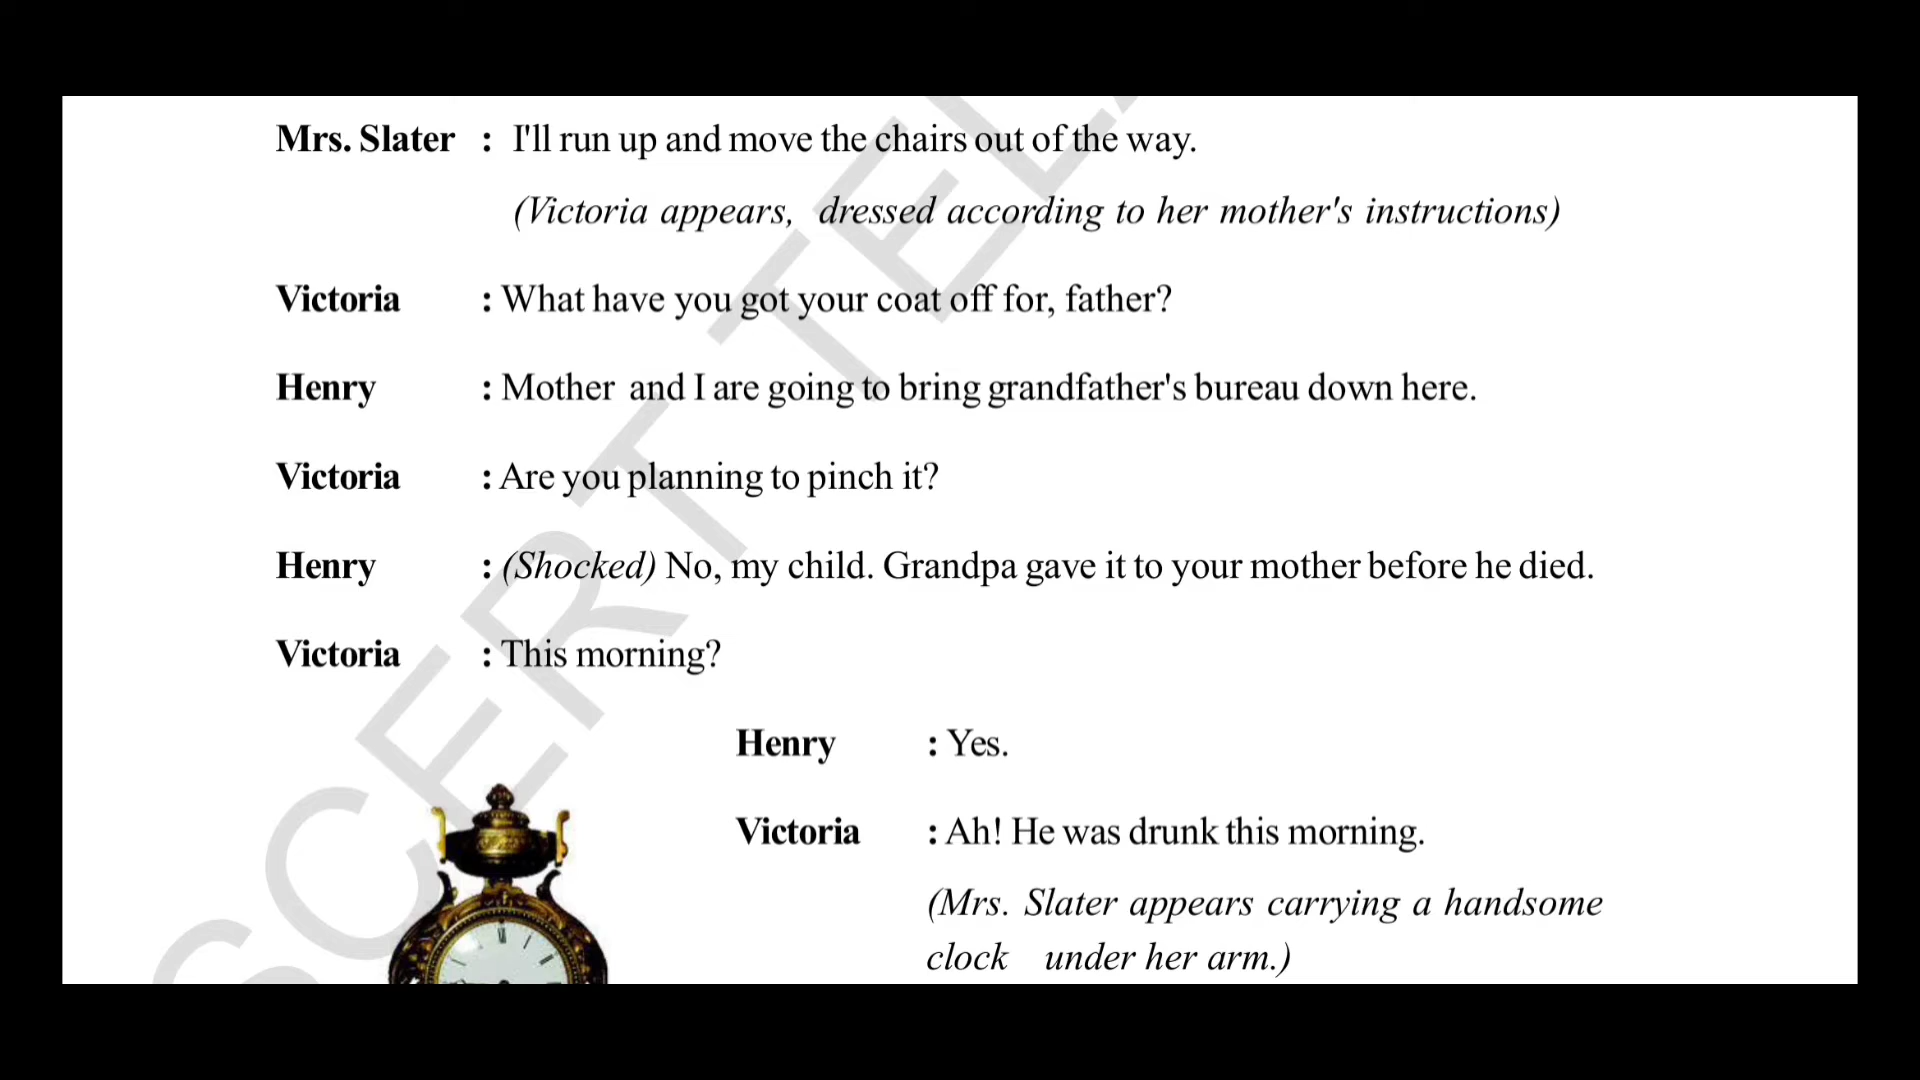 Mrs. Slater : I'll run up and move the chairs out of the way.
(Victoria appears, dressed according to her mother's instructions)
Victoria : What have you got your coat off for, father?
Henry : Mother and I are going to bring grandfather's bureau down here.
Victoria : Are you planning to pinch it?
Henry : (Shocked) No, my child. Grandpa gave it to your mother before he died.
Victoria : This morning?
Henry : Yes.
Victoria : Ah! He was drunk this morning.
(Mrs. Slater appears carrying a handsome
clock under her arm.)
SCERT TELA